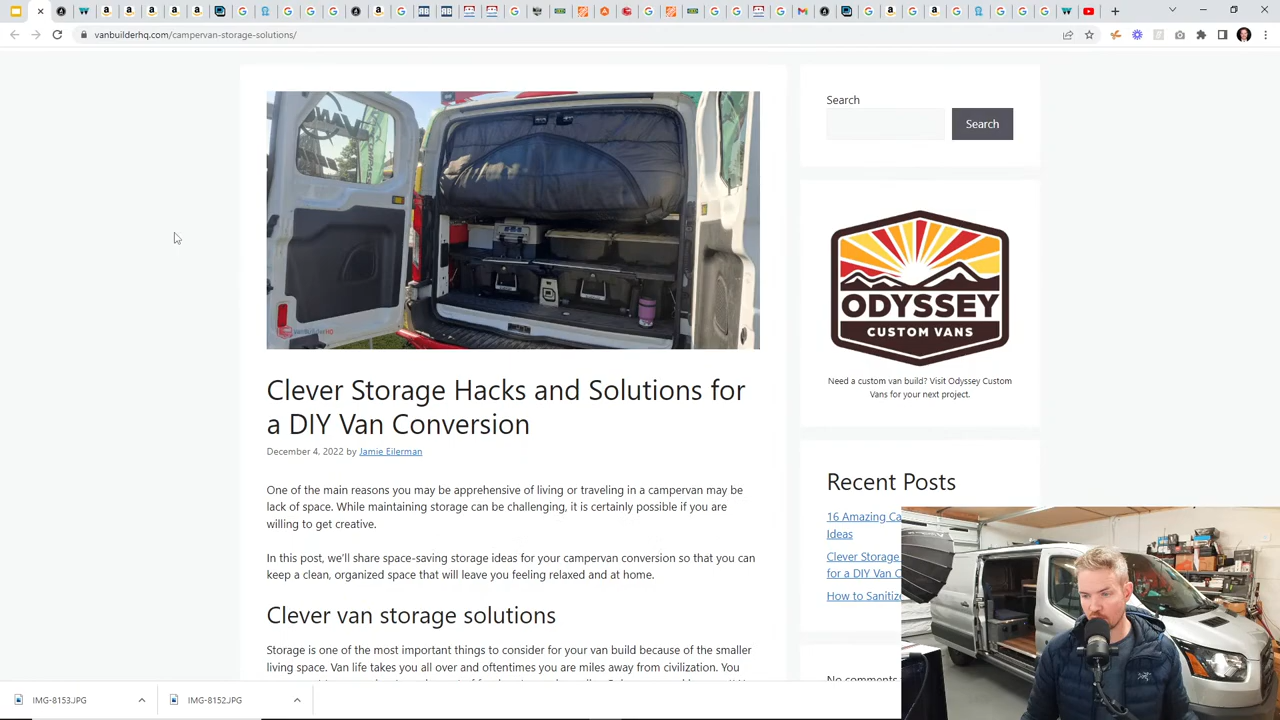 vanbuilderhq.com/campervan-storage-solutions/
Search
Search
ODYSSEY
CUSTOM VANS
Need a custom van build? Visit Odyssey Custom
Vans for your next project.
Clever Storage Hacks and Solutions for
a DIY Van Conversion
December 4, 2022 by Jamie Eilerman
One of the main reasons you may be apprehensive of living or traveling in a campervan may be
lack of space. While maintaining storage can be challenging, it is certainly possible if you are
willing to get creative.
In this post, we'll share space-saving storage ideas for your campervan conversion so that you can
keep a clean, organized space that will leave you feeling relaxed and at home.
Clever van storage solutions
Storage is one of the most important things to consider for your van build because of the smaller
living space. Van life takes you all over and oftentimes you are miles away from civilization. You
Recent Posts
16 Amazing Ca
Ideas
Clever Storage
for a DIY Van C
How to Sanitize
No comments
IMG-8153.JPG
IMG-8152.JPG